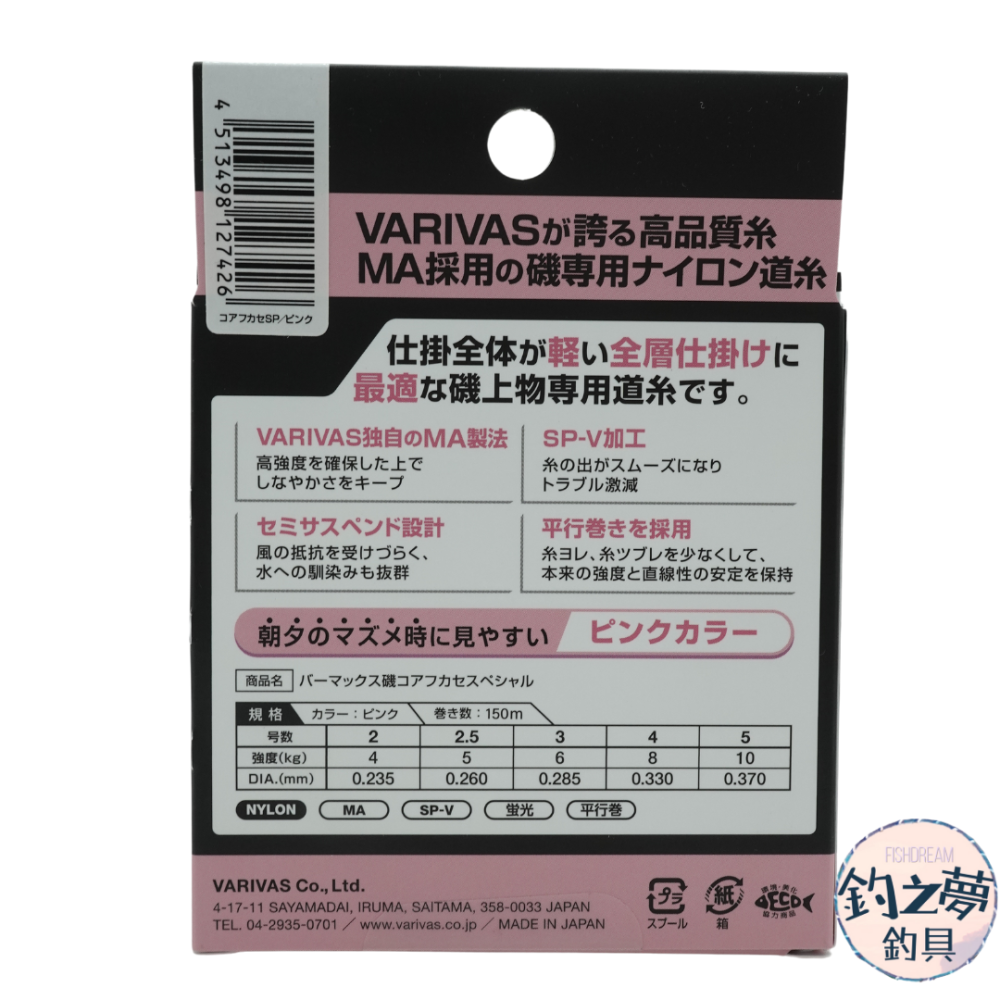 4 513498 127426
コアフカセSP/ピンク
VARIVASが誇る高品質糸
MA採用の磯専用ナイロン道糸
仕掛全体が軽い全層仕掛けに
最適な磯上物専用道糸です。
VARIVAS独自のMA製法
高強度を確保した上で
しなやかさをキープ
SP-V加工
糸の出がスムーズになり
トラブル激減
セミサスペンド設計
風の抵抗を受けづらく、
水への馴染みも抜群
平行巻きを採用
糸ヨレ、糸ツブレを少なくして、
本来の強度と直線性の安定を保持
朝夕のマズメ時に見やすい ピンクカラー
商品名 バーマックス磯コアフカセスペシャル
規格 カラー:ピンク 巻き数:150m
号数 2 2.5 3 4 5
強度(kg) 4 5 6 8 10
DIA.(mm) 0.235 0.260 0.285 0.330 0.370
NYLON MA SP-V 蛍光 平行巻
VARIVAS Co., Ltd.
4-17-11 SAYAMADAI, IRUMA, SAITAMA, 358-0033 JAPAN
TEL. 04-2935-0701 / www.varivas.co.jp / MADE IN JAPAN
プラ
スプール
紙
箱
環境・美化
ECO
協力商品
FISHDREAM
釣之夢
釣具